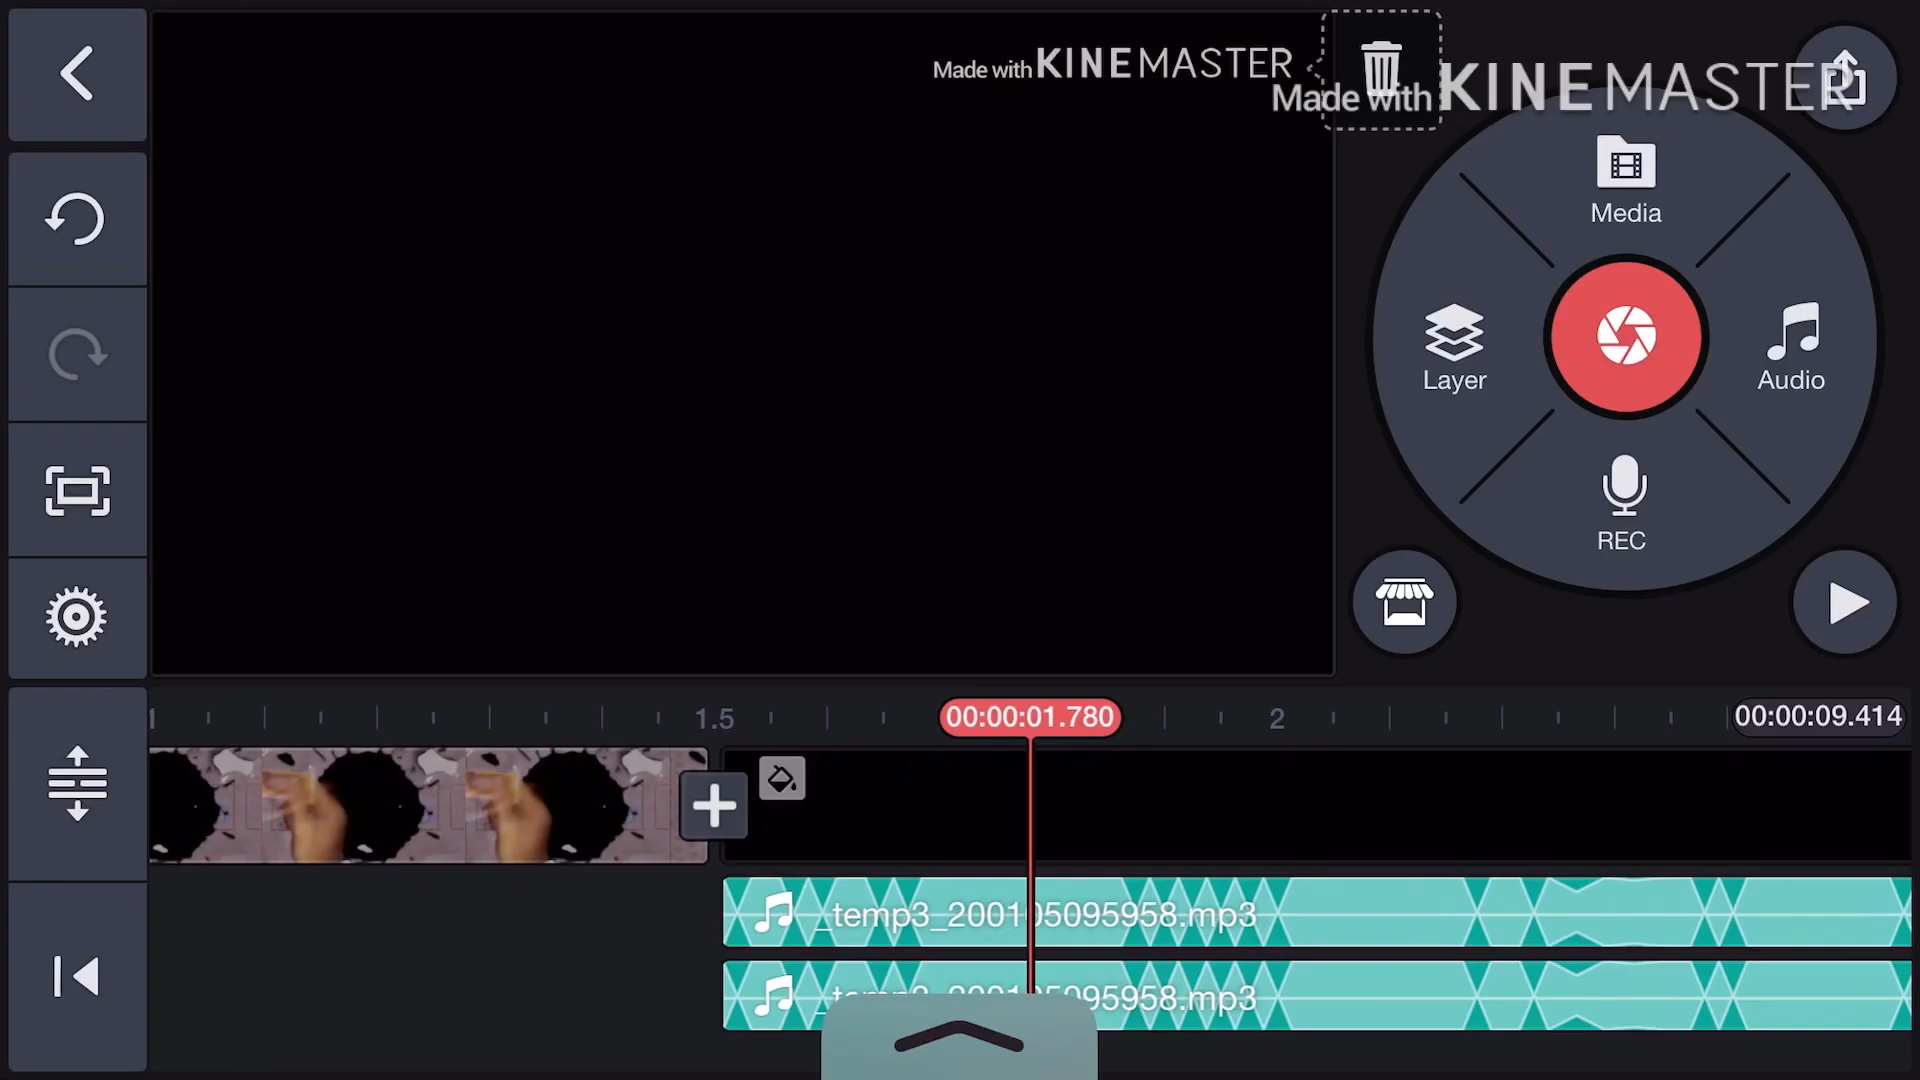 Made with KINEMASTER
Made with KINEMASTER
Media
Layer
Audio
REC
1
1.5
00:00:01.780
2
00:00:09.414
_temp3_200105095958.mp3
_temp3_200105095958.mp3